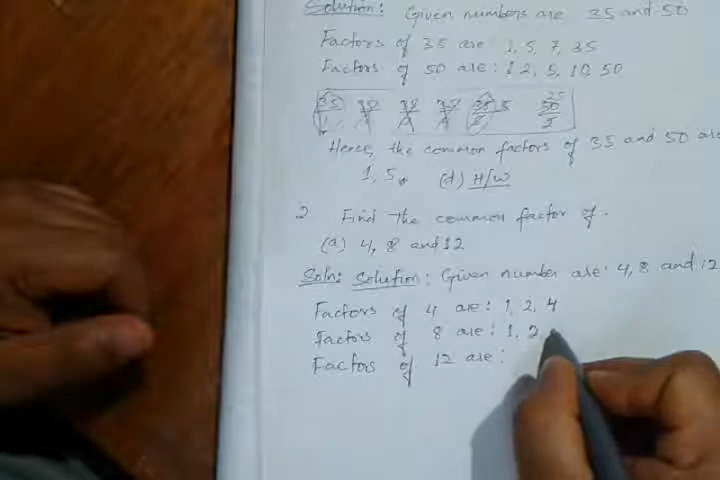 Solution: Given numbers are 35 and 50
Factors of 35 are: 1, 5, 7, 35
Factors of 50 are: 1 2, 5, 10 50
Hence, the common factors of 35 and 50 are
1, 5, (d) H/W
2 Find the common factor of.
(a) 4, 8 and 12
Soln: Solution: Given number are: 4, 8 and 12
Factors of 4 are: 1, 2, 4
Factors of 8 are: 1, 2
Factors of 12 are: